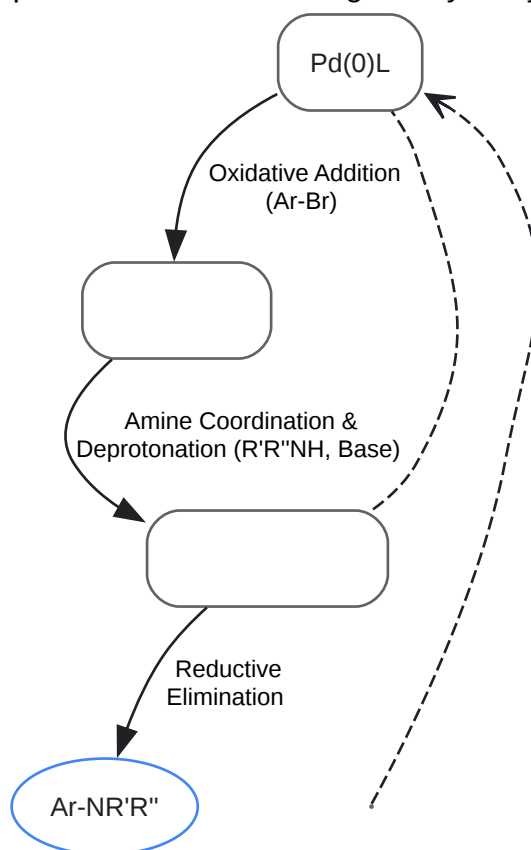 Pd(0)L
Oxidative Addition
(Ar-Br)
Amine Coordination &
Deprotonation (R'R"NH, Base)
Reductive
Elimination
Ar-NR'R"